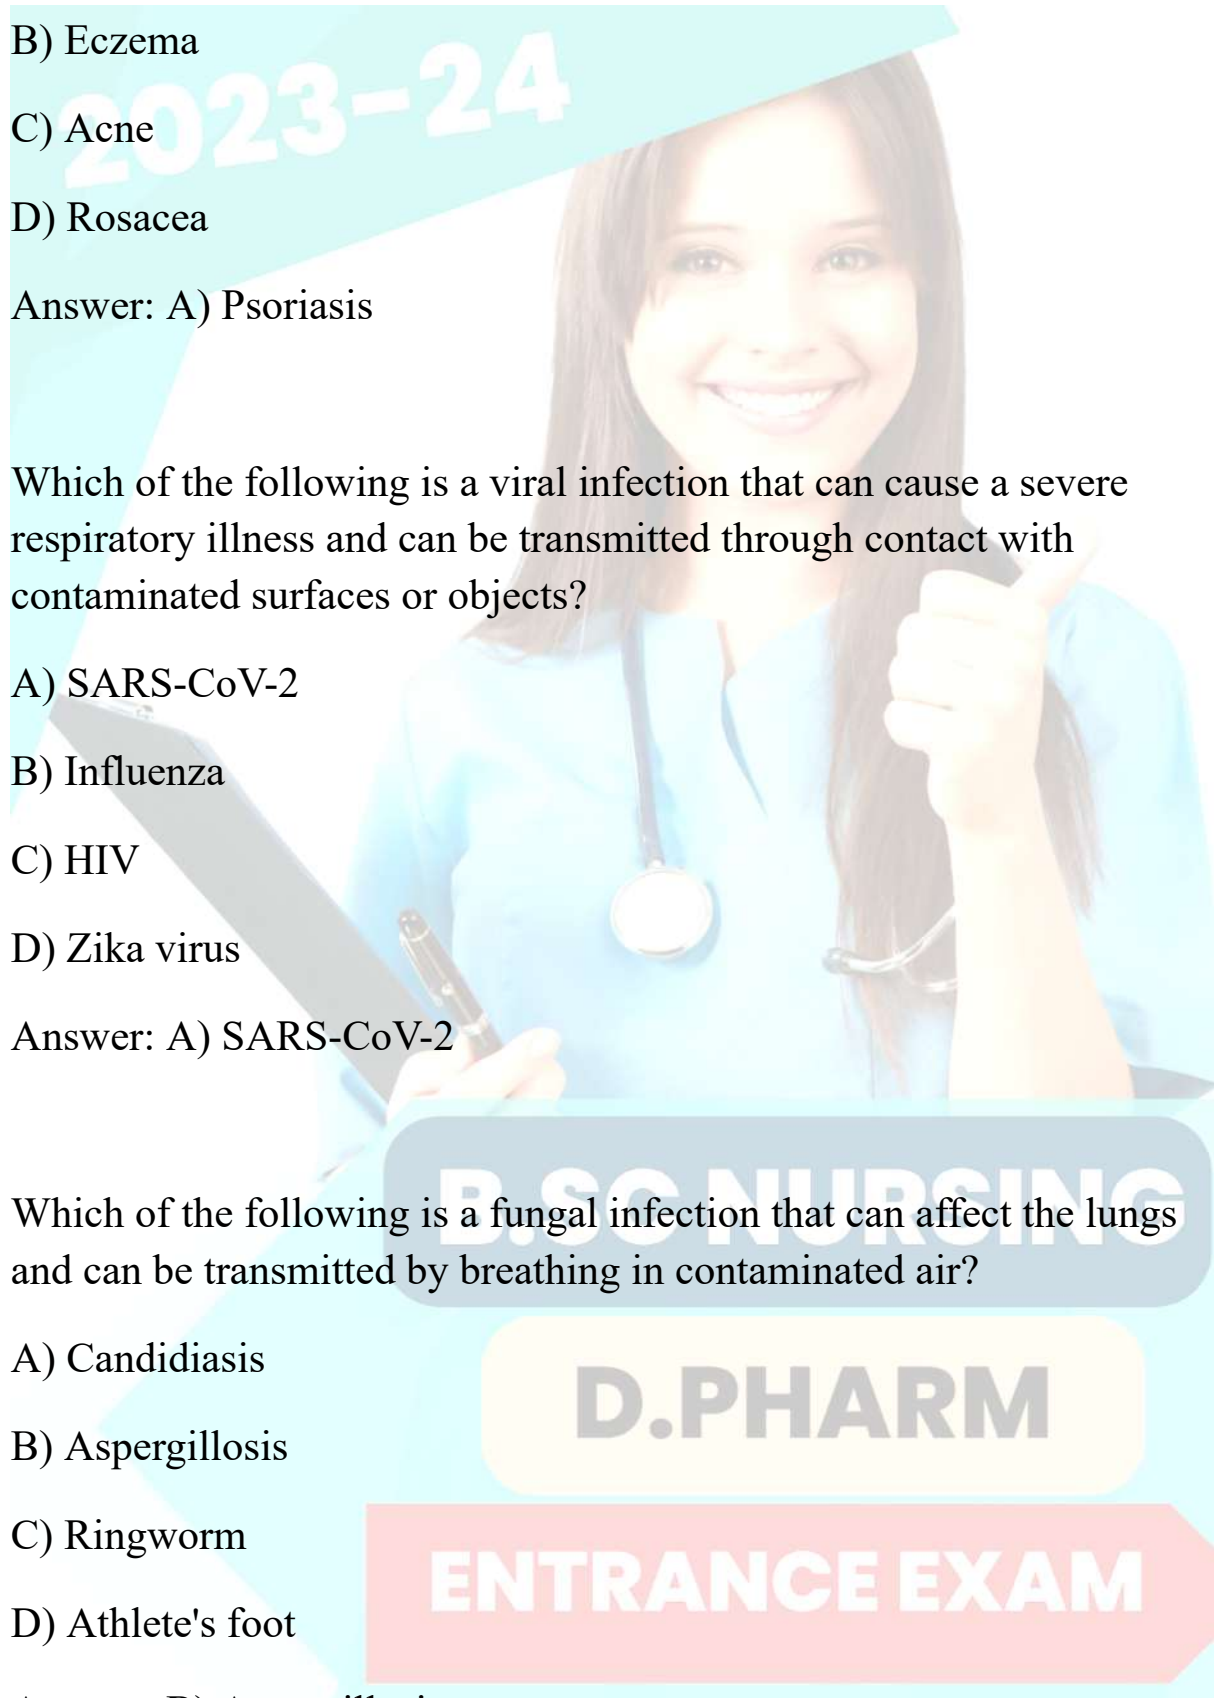 B) Eczema
2023-24
C) Acne
D) Rosacea
Answer: A) Psoriasis
Which of the following is a viral infection that can cause a severe
respiratory illness and can be transmitted through contact with
contaminated surfaces or objects?
A) SARS-CoV-2
B) Influenza
C) HIV
D) Zika virus
Answer: A) SARS-CoV-2
B.SC NURSING
Which of the following is a fungal infection that can affect the lungs
and can be transmitted by breathing in contaminated air?
A) Candidiasis
D.PHARM
B) Aspergillosis
C) Ringworm
ENTRANCE EXAM
D) Athlete's foot